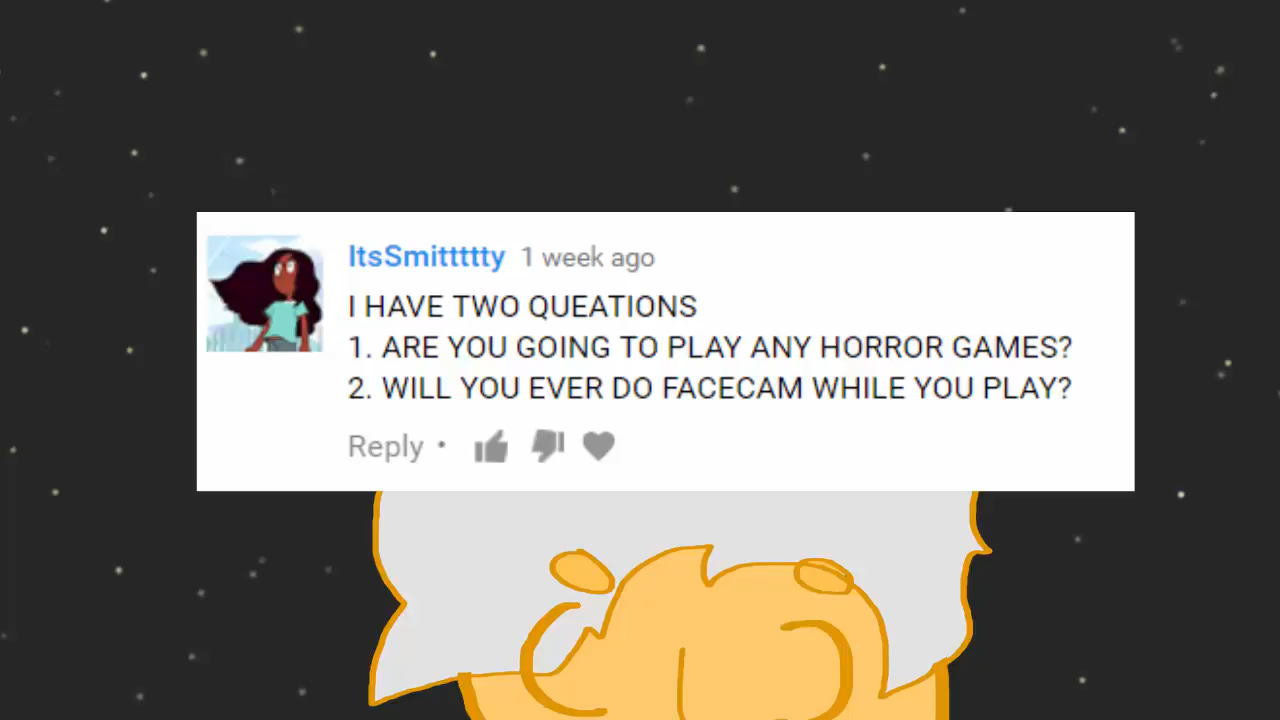 ItsSmitttttty 1 week ago
I HAVE TWO QUEATIONS
1. ARE YOU GOING TO PLAY ANY HORROR GAMES?
2. WILL YOU EVER DO FACECAM WHILE YOU PLAY?
Reply •